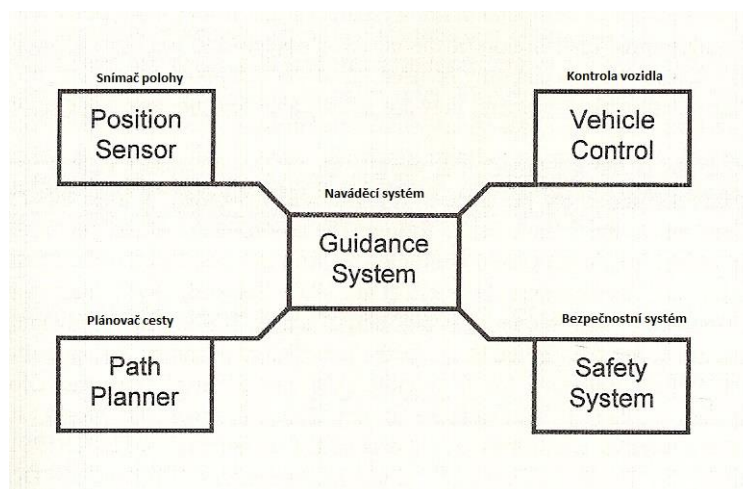 Snímač polohy
Position
Sensor
Kontrola vozidla
Vehicle
Control
Naváděcí systém
Guidance
System
Plánovač cesty
Path
Planner
Bezpečnostní systém
Safety
System